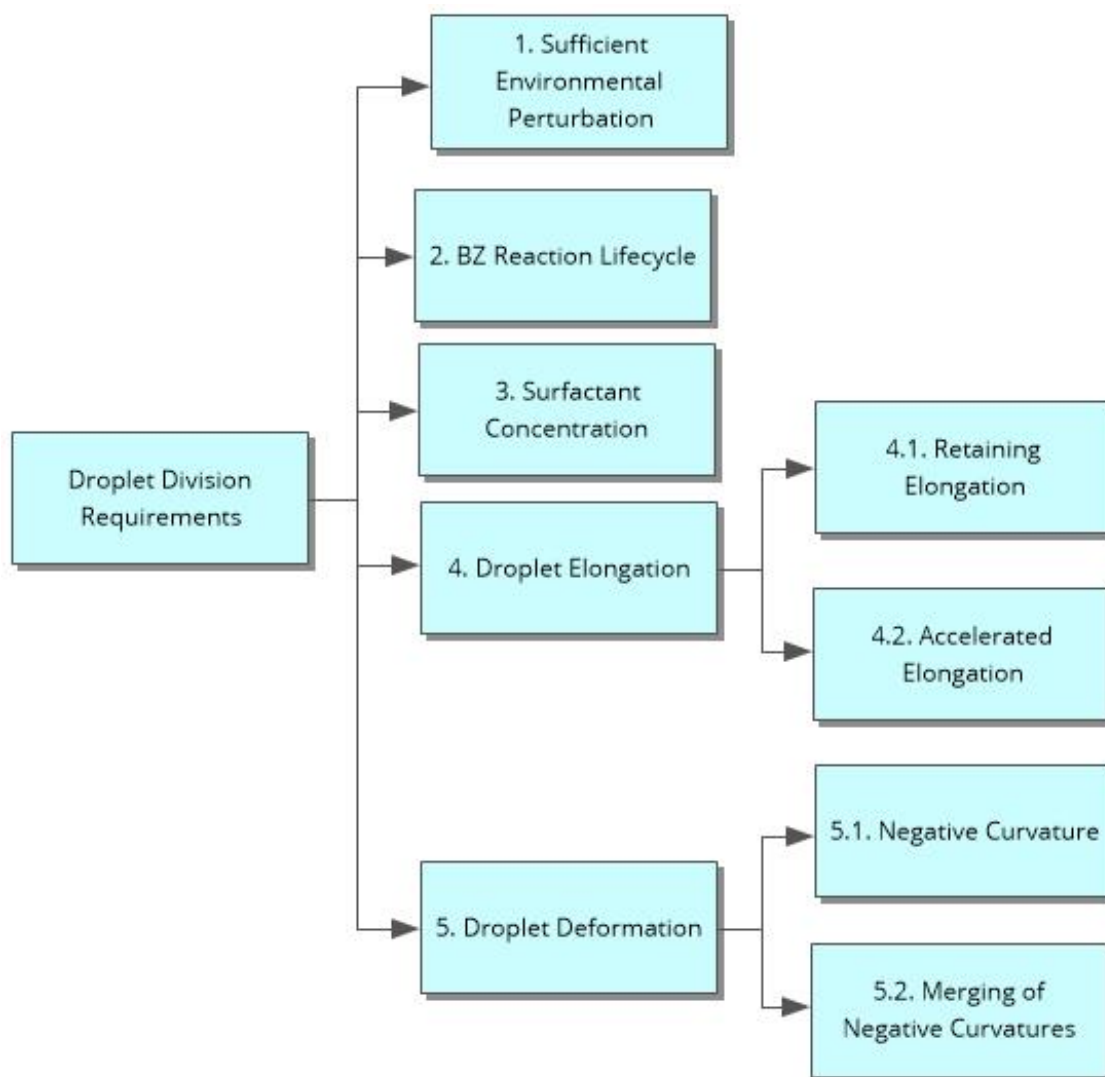 1. Sufficient
Environmental
Perturbation
2. BZ Reaction Lifecycle
3. Surfactant
Concentration
Droplet Division
Requirements
4. Droplet Elongation
4.1. Retaining
Elongation
4.2. Accelerated
Elongation
5. Droplet Deformation
5.1. Negative Curvature
5.2. Merging of
Negative Curvatures